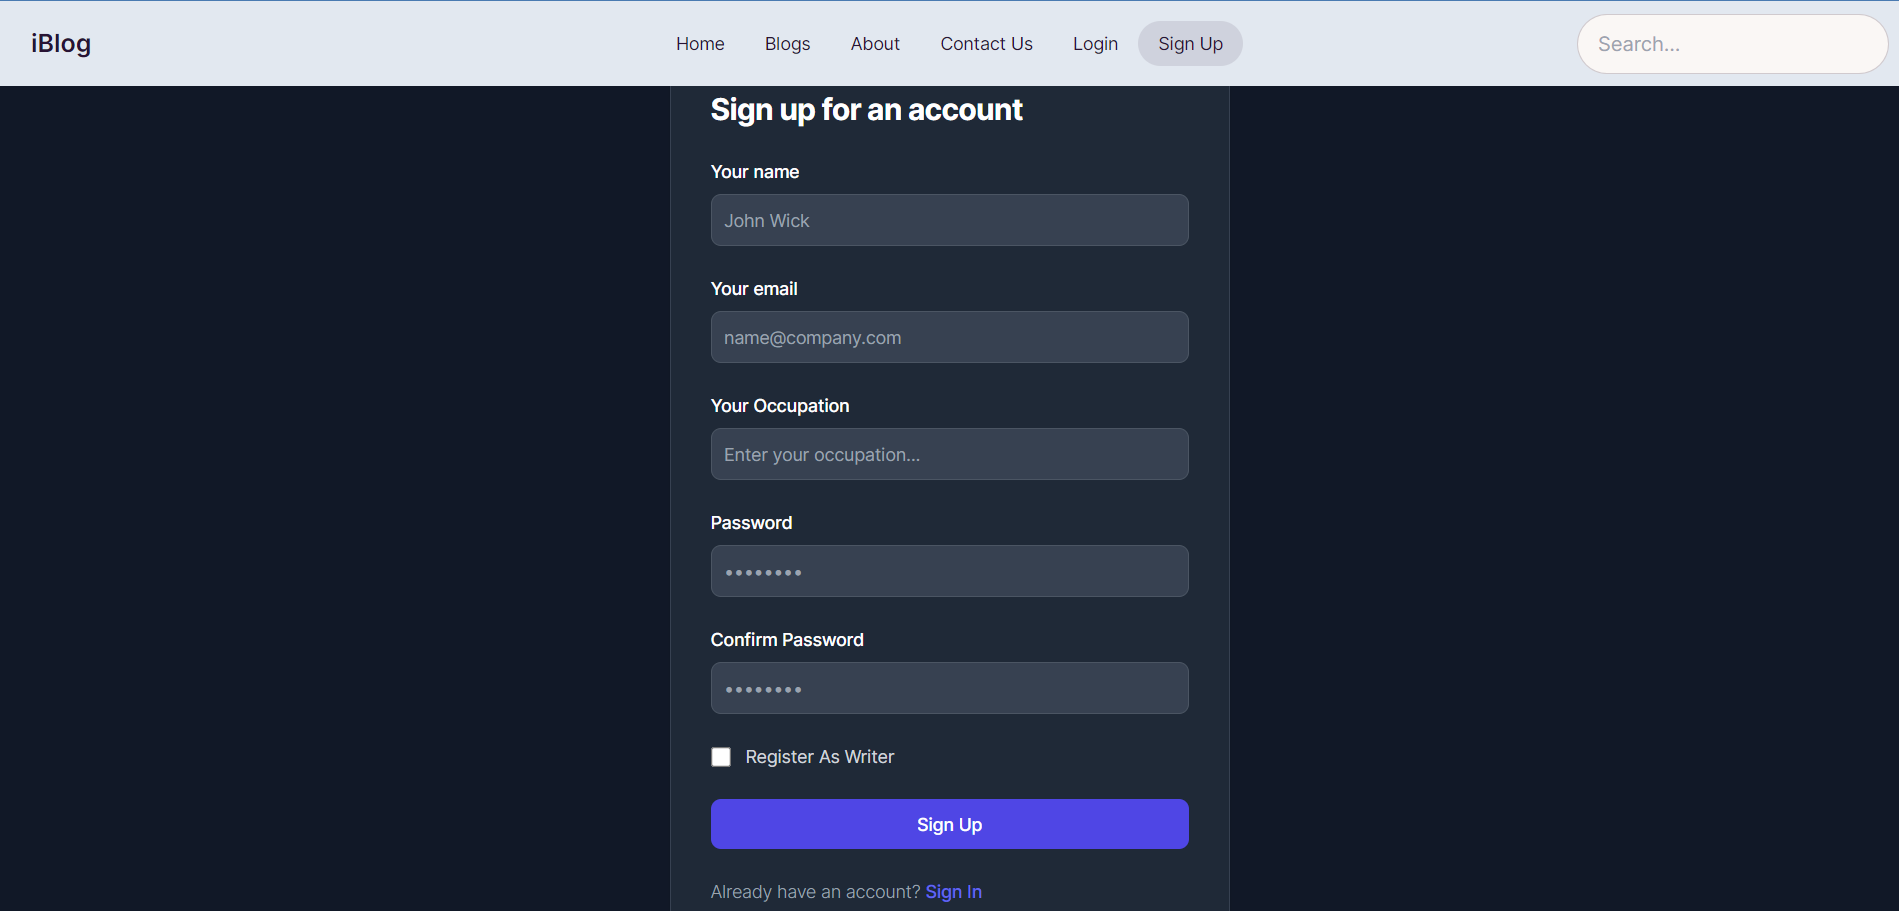 iBlog
Home
Blogs
About
Contact Us
Login
Sign Up
Search...
Sign up for an account
Your name
John Wick
Your email
name@company.com
Your Occupation
Enter your occupation...
Password
••••••••
Confirm Password
••••••••
Register As Writer
Sign Up
Already have an account? Sign In